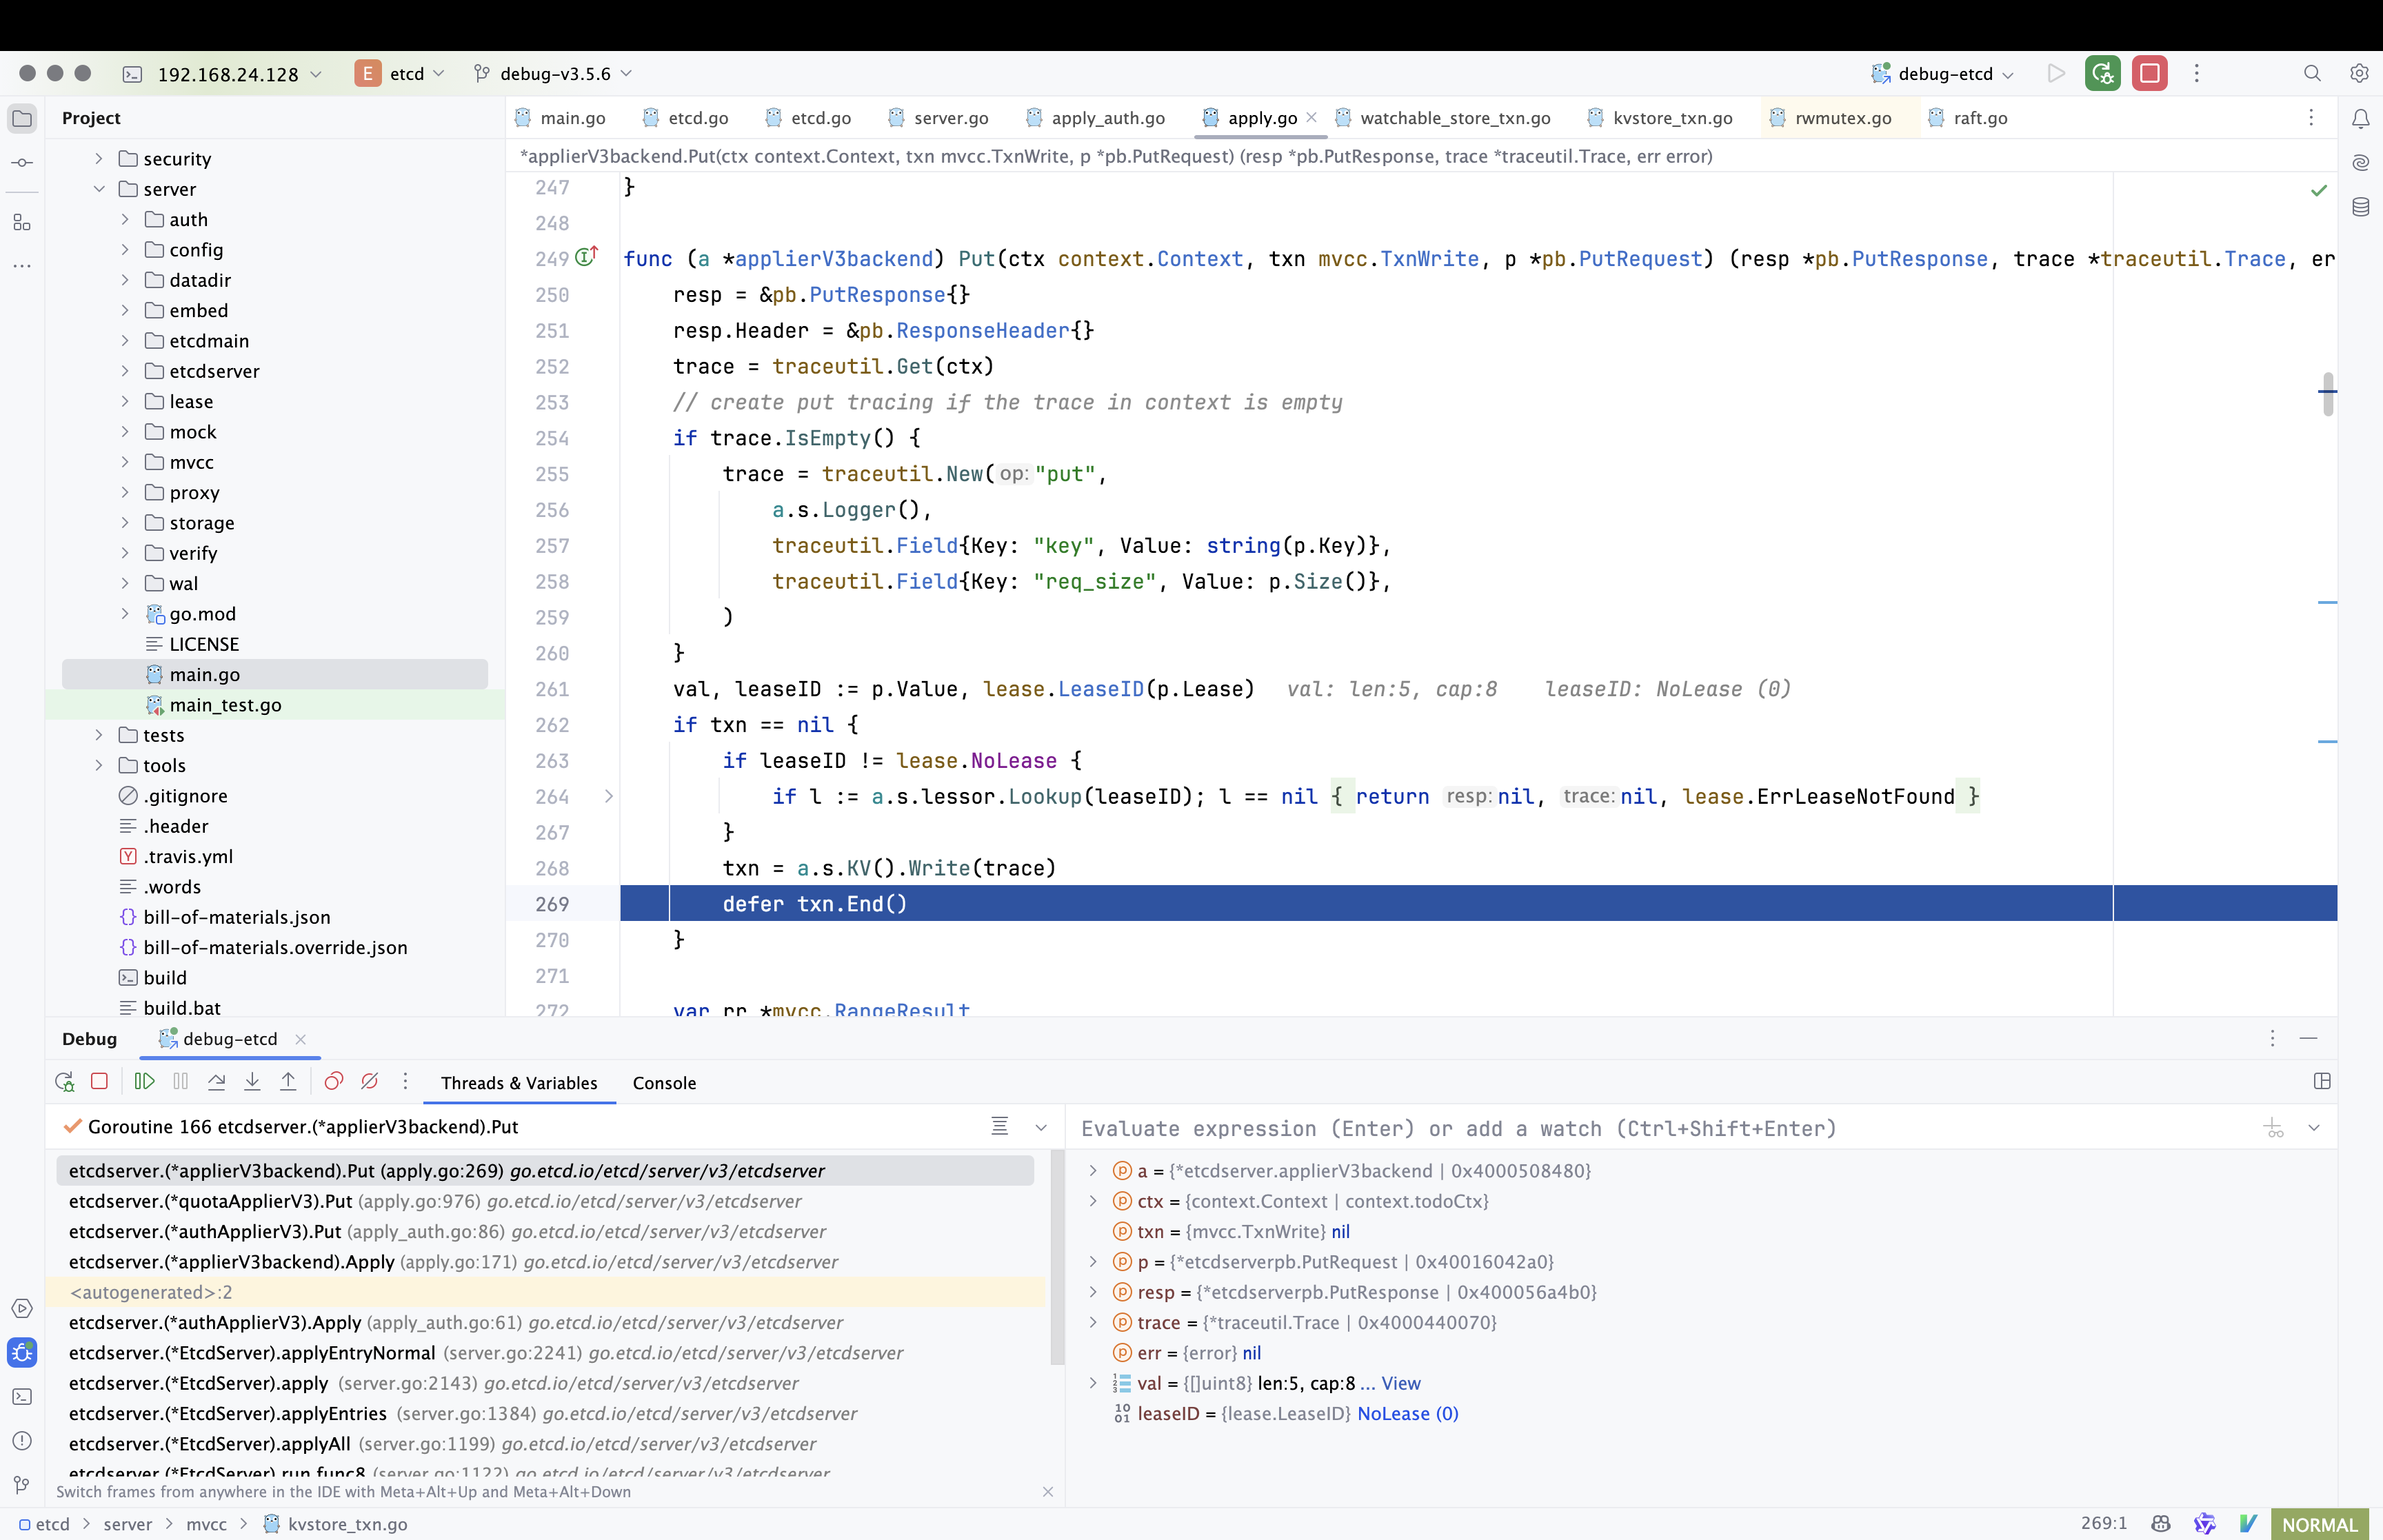 192.168.24.128
E etcd
debug-v3.5.6
debug-etcd
Project
main.go
etcd.go
etcd.go
server.go
apply_auth.go
apply.go
watchable_store_txn.go
kvstore_txn.go
rwmutex.go
raft.go
*applierV3backend.Put(ctx context.Context, txn mvcc.TxnWrite, p *pb.PutRequest) (resp *pb.PutResponse, trace *traceutil.Trace, err error)
security
server
auth
config
datadir
embed
etcdmain
etcdserver
lease
mock
mvcc
proxy
storage
verify
wal
go.mod
LICENSE
main.go
main_test.go
tests
tools
.gitignore
.header
.travis.yml
.words
bill-of-materials.json
bill-of-materials.override.json
build
build.bat
247 }
248
249 func (a *applierV3backend) Put(ctx context.Context, txn mvcc.TxnWrite, p *pb.PutRequest) (resp *pb.PutResponse, trace *traceutil.Trace, er
250 resp = &pb.PutResponse{}
251 resp.Header = &pb.ResponseHeader{}
252 trace = traceutil.Get(ctx)
253 // create put tracing if the trace in context is empty
254 if trace.IsEmpty() {
255 trace = traceutil.New( op: "put",
256 a.s.Logger(),
257 traceutil.Field{Key: "key", Value: string(p.Key)},
258 traceutil.Field{Key: "req_size", Value: p.Size()},
259 )
260 }
261 val, leaseID := p.Value, lease.LeaseID(p.Lease) val: len:5, cap:8 leaseID: NoLease (0)
262 if txn == nil {
263 if leaseID != lease.NoLease {
264 if l := a.s.lessor.Lookup(leaseID); l == nil { return resp: nil, trace: nil, lease.ErrLeaseNotFound }
267 }
268 txn = a.s.KV().Write(trace)
269 defer txn.End()
270 }
271
272 var rr *mvcc.RangeResult
Debug
debug-etcd
Threads & Variables
Console
Goroutine 166 etcdserver.(*applierV3backend).Put
etcdserver.(*applierV3backend).Put (apply.go:269) go.etcd.io/etcd/server/v3/etcdserver
etcdserver.(*quotaApplierV3).Put (apply.go:976) go.etcd.io/etcd/server/v3/etcdserver
etcdserver.(*authApplierV3).Put (apply_auth.go:86) go.etcd.io/etcd/server/v3/etcdserver
etcdserver.(*applierV3backend).Apply (apply.go:171) go.etcd.io/etcd/server/v3/etcdserver
<autogenerated>:2
etcdserver.(*authApplierV3).Apply (apply_auth.go:61) go.etcd.io/etcd/server/v3/etcdserver
etcdserver.(*EtcdServer).applyEntryNormal (server.go:2241) go.etcd.io/etcd/server/v3/etcdserver
etcdserver.(*EtcdServer).apply (server.go:2143) go.etcd.io/etcd/server/v3/etcdserver
etcdserver.(*EtcdServer).applyEntries (server.go:1384) go.etcd.io/etcd/server/v3/etcdserver
etcdserver.(*EtcdServer).applyAll (server.go:1199) go.etcd.io/etcd/server/v3/etcdserver
etcdserver.(*EtcdServer).run.func8 (server.go:1122) go.etcd.io/etcd/server/v3/etcdserver
Switch frames from anywhere in the IDE with Meta+Alt+Up and Meta+Alt+Down
Evaluate expression (Enter) or add a watch (Ctrl+Shift+Enter)
a = {*etcdserver.applierV3backend | 0x4000508480}
ctx = {context.Context | context.todoCtx}
txn = {mvcc.TxnWrite} nil
p = {*etcdserverpb.PutRequest | 0x40016042a0}
resp = {*etcdserverpb.PutResponse | 0x400056a4b0}
trace = {*traceutil.Trace | 0x4000440070}
err = {error} nil
val = {[]uint8} len:5, cap:8 ... View
leaseID = {lease.LeaseID} NoLease (0)
etcd > server > mvcc > kvstore_txn.go
269:1
NORMAL